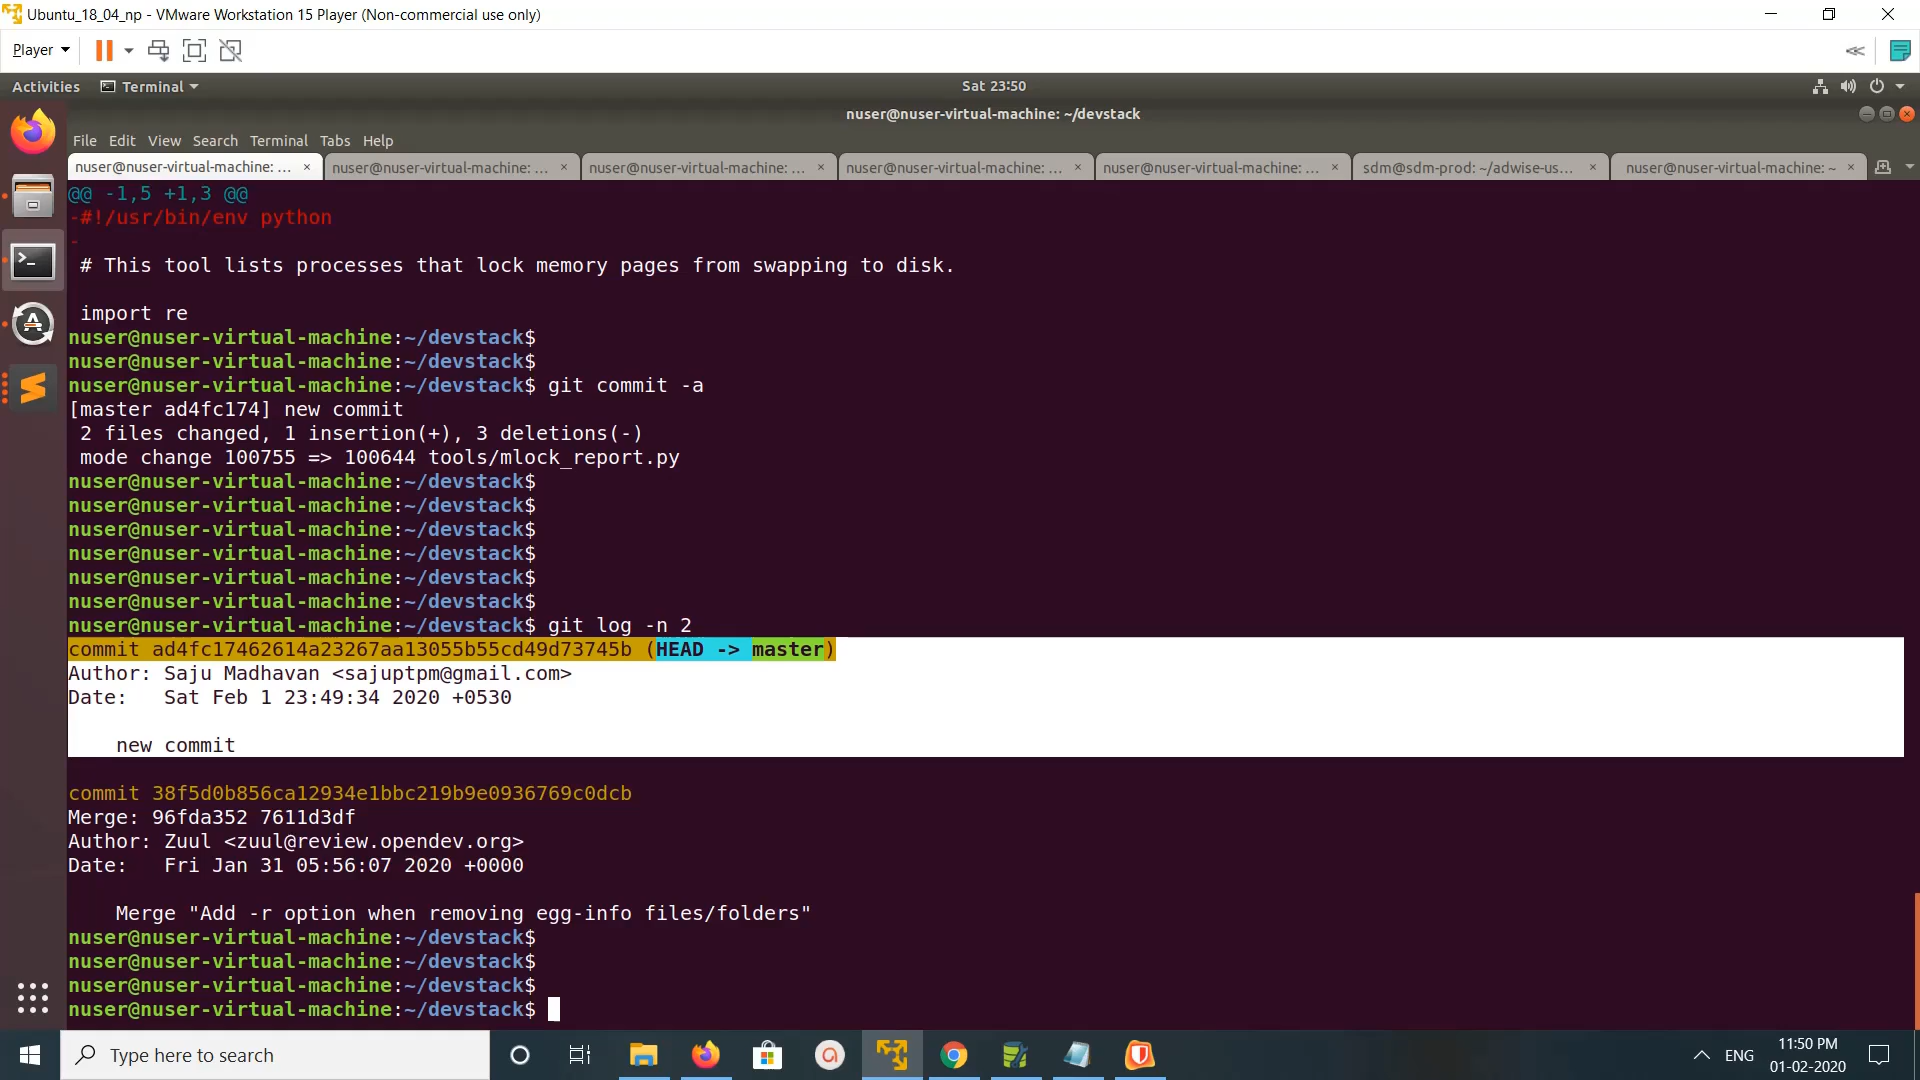 Ubuntu_18_04_np - VMware Workstation 15 Player (Non-commercial use only)
Player
Activities Terminal Sat 23:50
nuser@nuser-virtual-machine: ~/devstack
File Edit View Search Terminal Tabs Help
nuser@nuser-virtual-machine: ... × nuser@nuser-virtual-machine: ... × nuser@nuser-virtual-machine: ... × nuser@nuser-virtual-machine: ... × nuser@nuser-virtual-machine: ... × sdm@sdm-prod: ~/adwise-us... × nuser@nuser-virtual-machine: ~ ×
@@ -1,5 +1,3 @@
-#!/usr/bin/env python
-
# This tool lists processes that lock memory pages from swapping to disk.
import re
nuser@nuser-virtual-machine:~/devstack$
nuser@nuser-virtual-machine:~/devstack$
nuser@nuser-virtual-machine:~/devstack$ git commit -a
[master ad4fc174] new commit
2 files changed, 1 insertion(+), 3 deletions(-)
mode change 100755 => 100644 tools/mlock_report.py
nuser@nuser-virtual-machine:~/devstack$
nuser@nuser-virtual-machine:~/devstack$
nuser@nuser-virtual-machine:~/devstack$
nuser@nuser-virtual-machine:~/devstack$
nuser@nuser-virtual-machine:~/devstack$
nuser@nuser-virtual-machine:~/devstack$
nuser@nuser-virtual-machine:~/devstack$ git log -n 2
commit ad4fc17462614a23267aa13055b55cd49d73745b (HEAD -> master)
Author: Saju Madhavan <sajuptpm@gmail.com>
Date:   Sat Feb 1 23:49:34 2020 +0530
new commit
commit 38f5d0b856ca12934e1bbc219b9e0936769c0dcb
Merge: 96fda352 7611d3df
Author: Zuul <zuul@review.opendev.org>
Date:   Fri Jan 31 05:56:07 2020 +0000
Merge "Add -r option when removing egg-info files/folders"
nuser@nuser-virtual-machine:~/devstack$
nuser@nuser-virtual-machine:~/devstack$
nuser@nuser-virtual-machine:~/devstack$
nuser@nuser-virtual-machine:~/devstack$
Type here to search
ENG
11:50 PM
01-02-2020